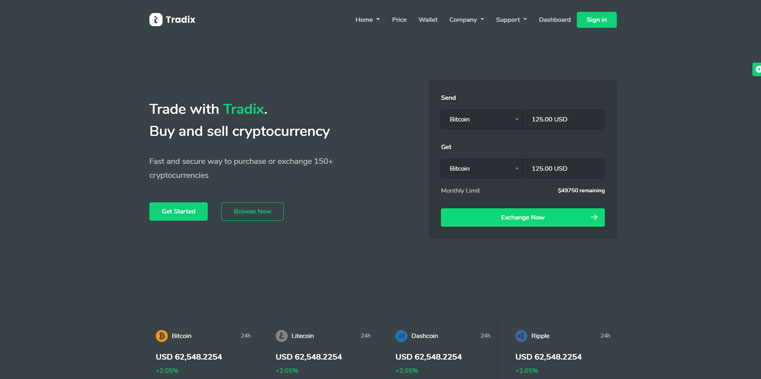 Tradix
Home Price Wallet Company Support Dashboard Sign in
Trade with Tradix.
Buy and sell cryptocurrency
Fast and secure way to purchase or exchange 150+
cryptocurrencies
Get Started Browse Now
Send
Bitcoin 125.00 USD
Get
Bitcoin 125.00 USD
Monthly Limit $49750 remaining
Exchange Now
Bitcoin 24h Litecoin 24h Dashcoin 24h Ripple 24h
USD 62,548.2254 USD 62,548.2254 USD 62,548.2254 USD 62,548.2254
+2.05% +2.05% +2.05% +2.05%